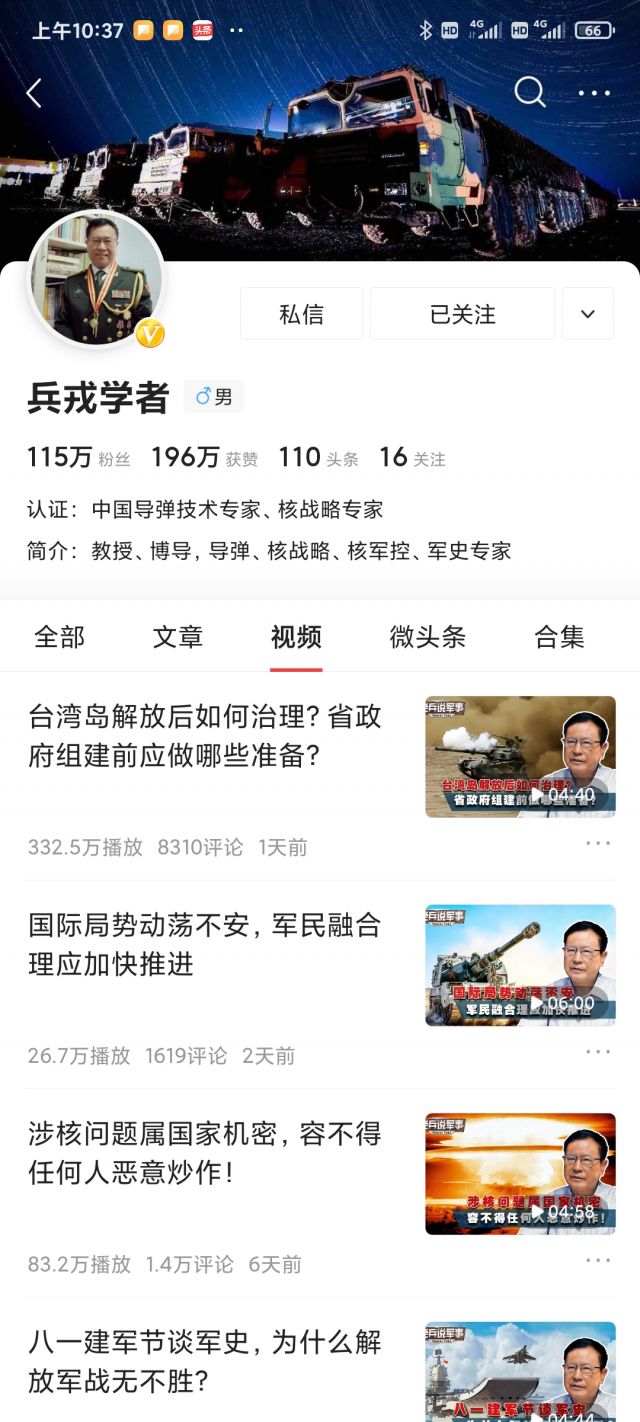 上午10:37
头条
HD
4G
HD
4G
66
V
私信
已关注
兵戎学者
♂男
115万 粉丝 196万 获赞 110 头条 16 关注
认证：中国导弹技术专家、核战略专家
简介：教授、博导，导弹、核战略、核军控、军史专家
全部
文章
视频
微头条
合集
台湾岛解放后如何治理？省政
府组建前应做哪些准备？
332.5万播放 8310评论 1天前
兵说军事
台湾岛解放后如何治理？
省政府组建前应做哪些准备？
04:40
国际局势动荡不安，军民融合
理应加快推进
26.7万播放 1619评论 2天前
兵说军事
国际局势动荡不安
军民融合理应加快推进
06:00
涉核问题属国家机密，容不得
任何人恶意炒作！
83.2万播放 1.4万评论 6天前
兵说军事
涉核问题属国家机密
容不得任何人恶意炒作！
04:58
八一建军节谈军史，为什么解
放军战无不胜？
兵说军事
八一建军节谈军史